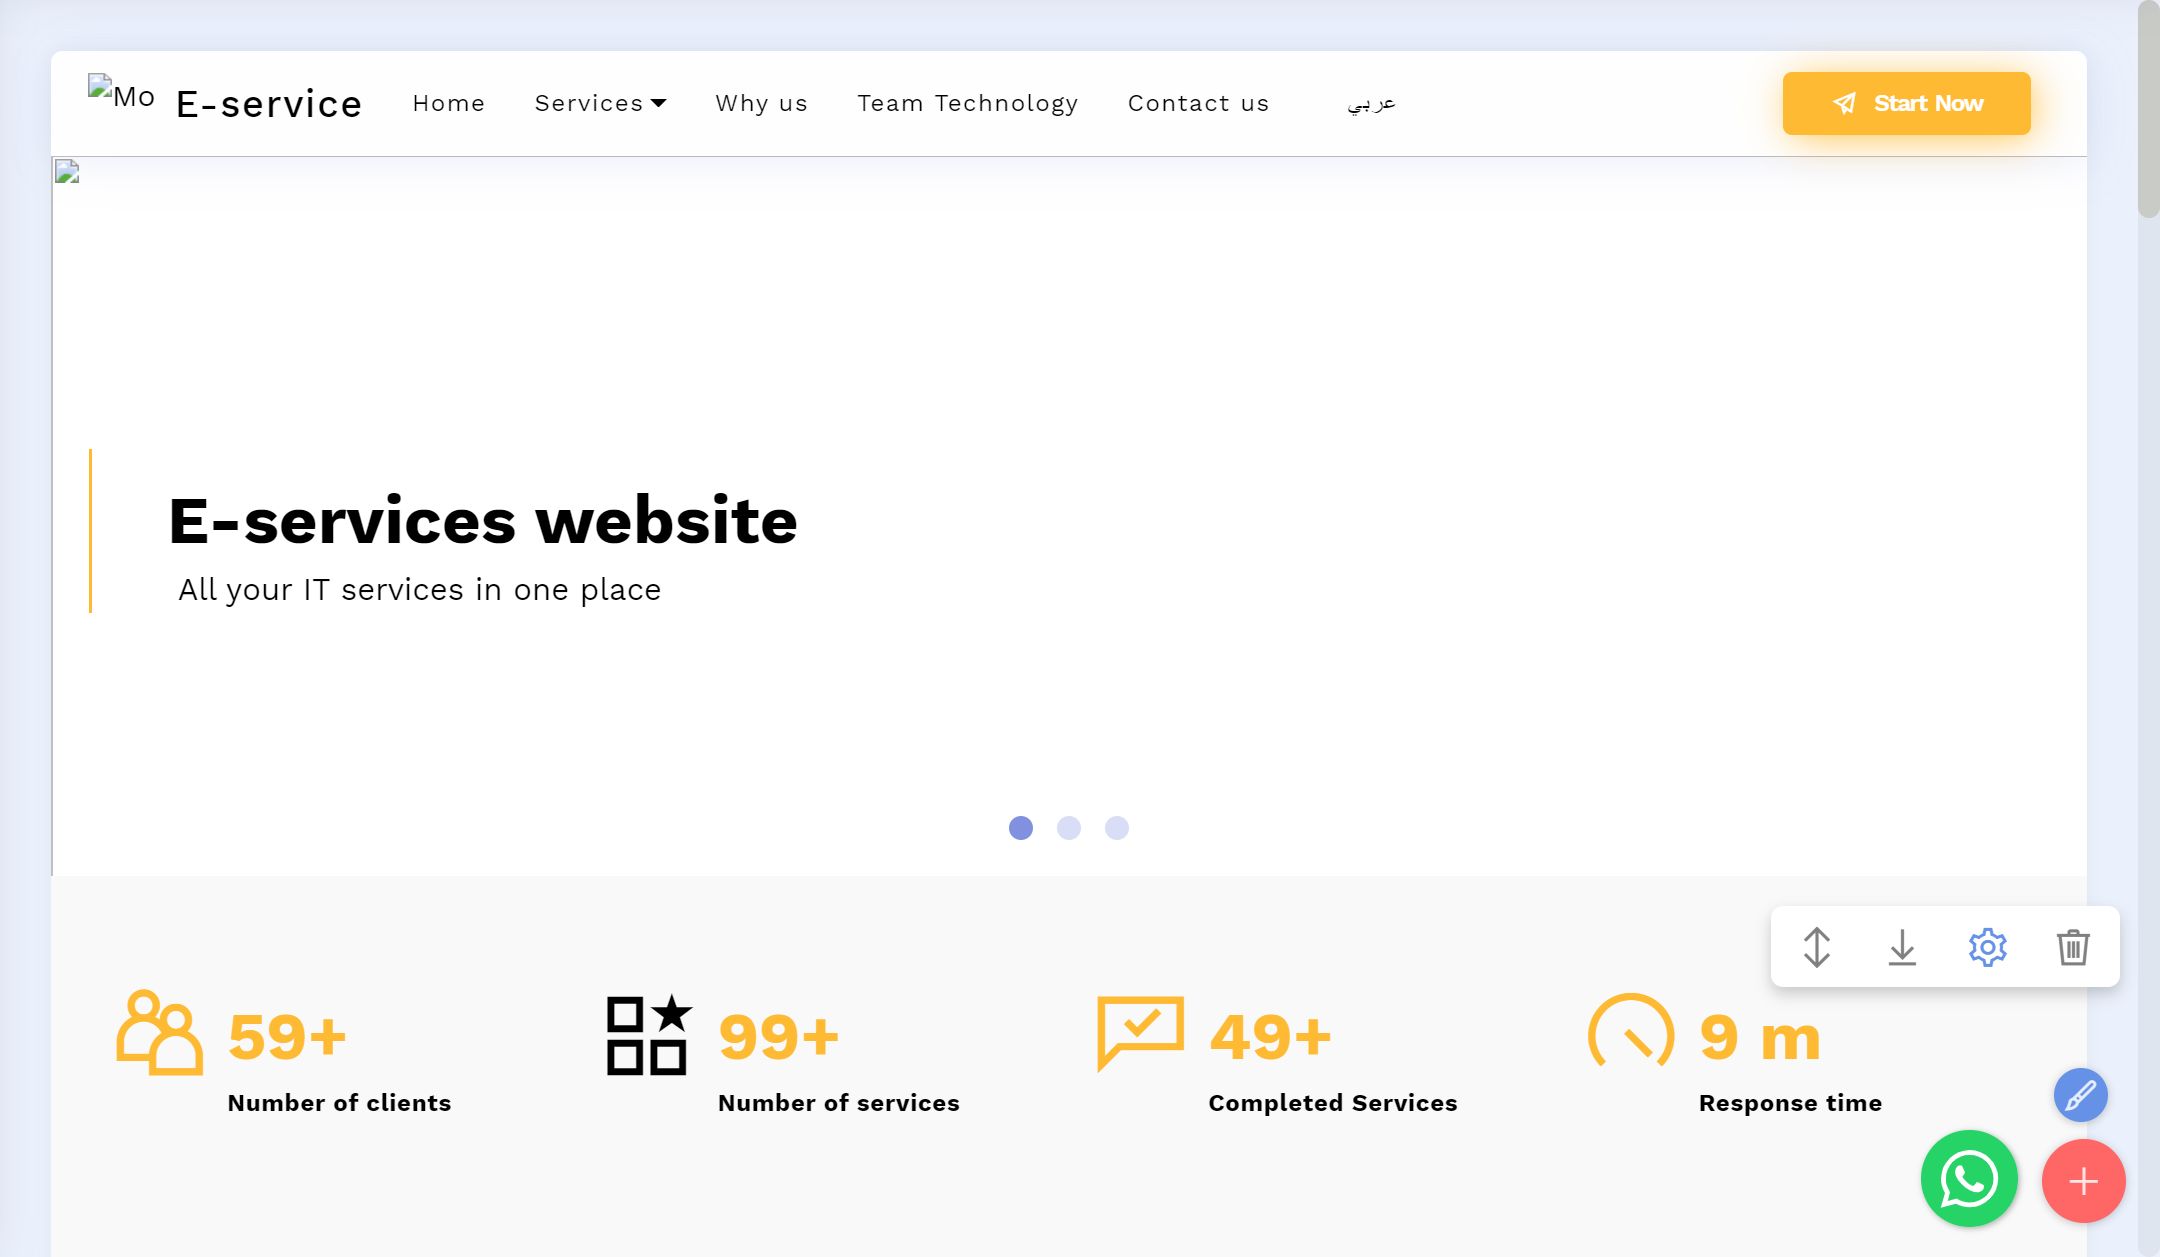 Mo
E-service
Home
Services
Why us
Team Technology
Contact us
عربي
Start Now
E-services website
All your IT services in one place
59+
Number of clients
99+
Number of services
49+
Completed Services
9 m
Response time